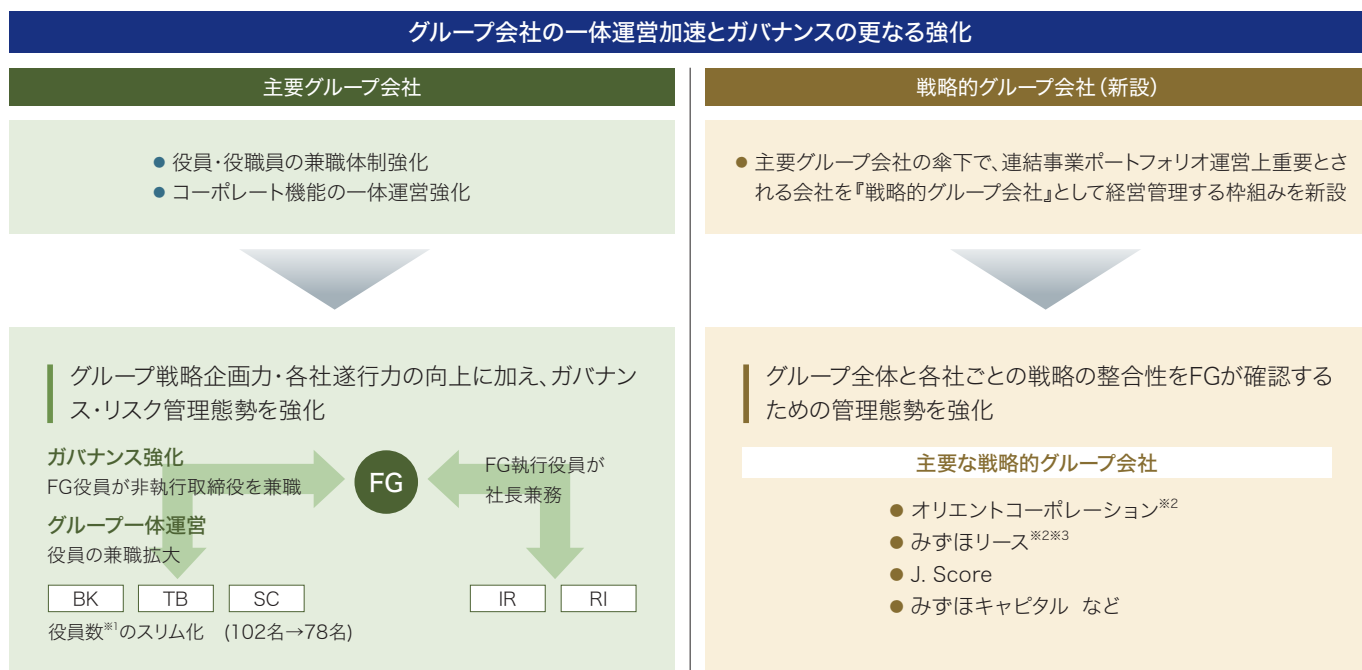 グループ会社の一体運営加速とガバナンスの更なる強化
主要グループ会社
● 役員・役職員の兼職体制強化
● コーポレート機能の一体運営強化
グループ戦略企画力・各社遂行力の向上に加え、ガバナン
ス・リスク管理態勢を強化
ガバナンス強化
FG役員が非執行取締役を兼職
グループ一体運営
役員の兼職拡大
FG
FG執行役員が
社長兼務
BK TB SC IR RI
役員数※1のスリム化 (102名→78名)
戦略的グループ会社(新設)
● 主要グループ会社の傘下で、連結事業ポートフォリオ運営上重要とさ
れる会社を『戦略的グループ会社』として経営管理する枠組みを新設
グループ全体と各社ごとの戦略の整合性をFGが確認する
ための管理態勢を強化
主要な戦略的グループ会社
● オリエントコーポレーション※2
● みずほリース※2※3
● J. Score
● みずほキャピタル など